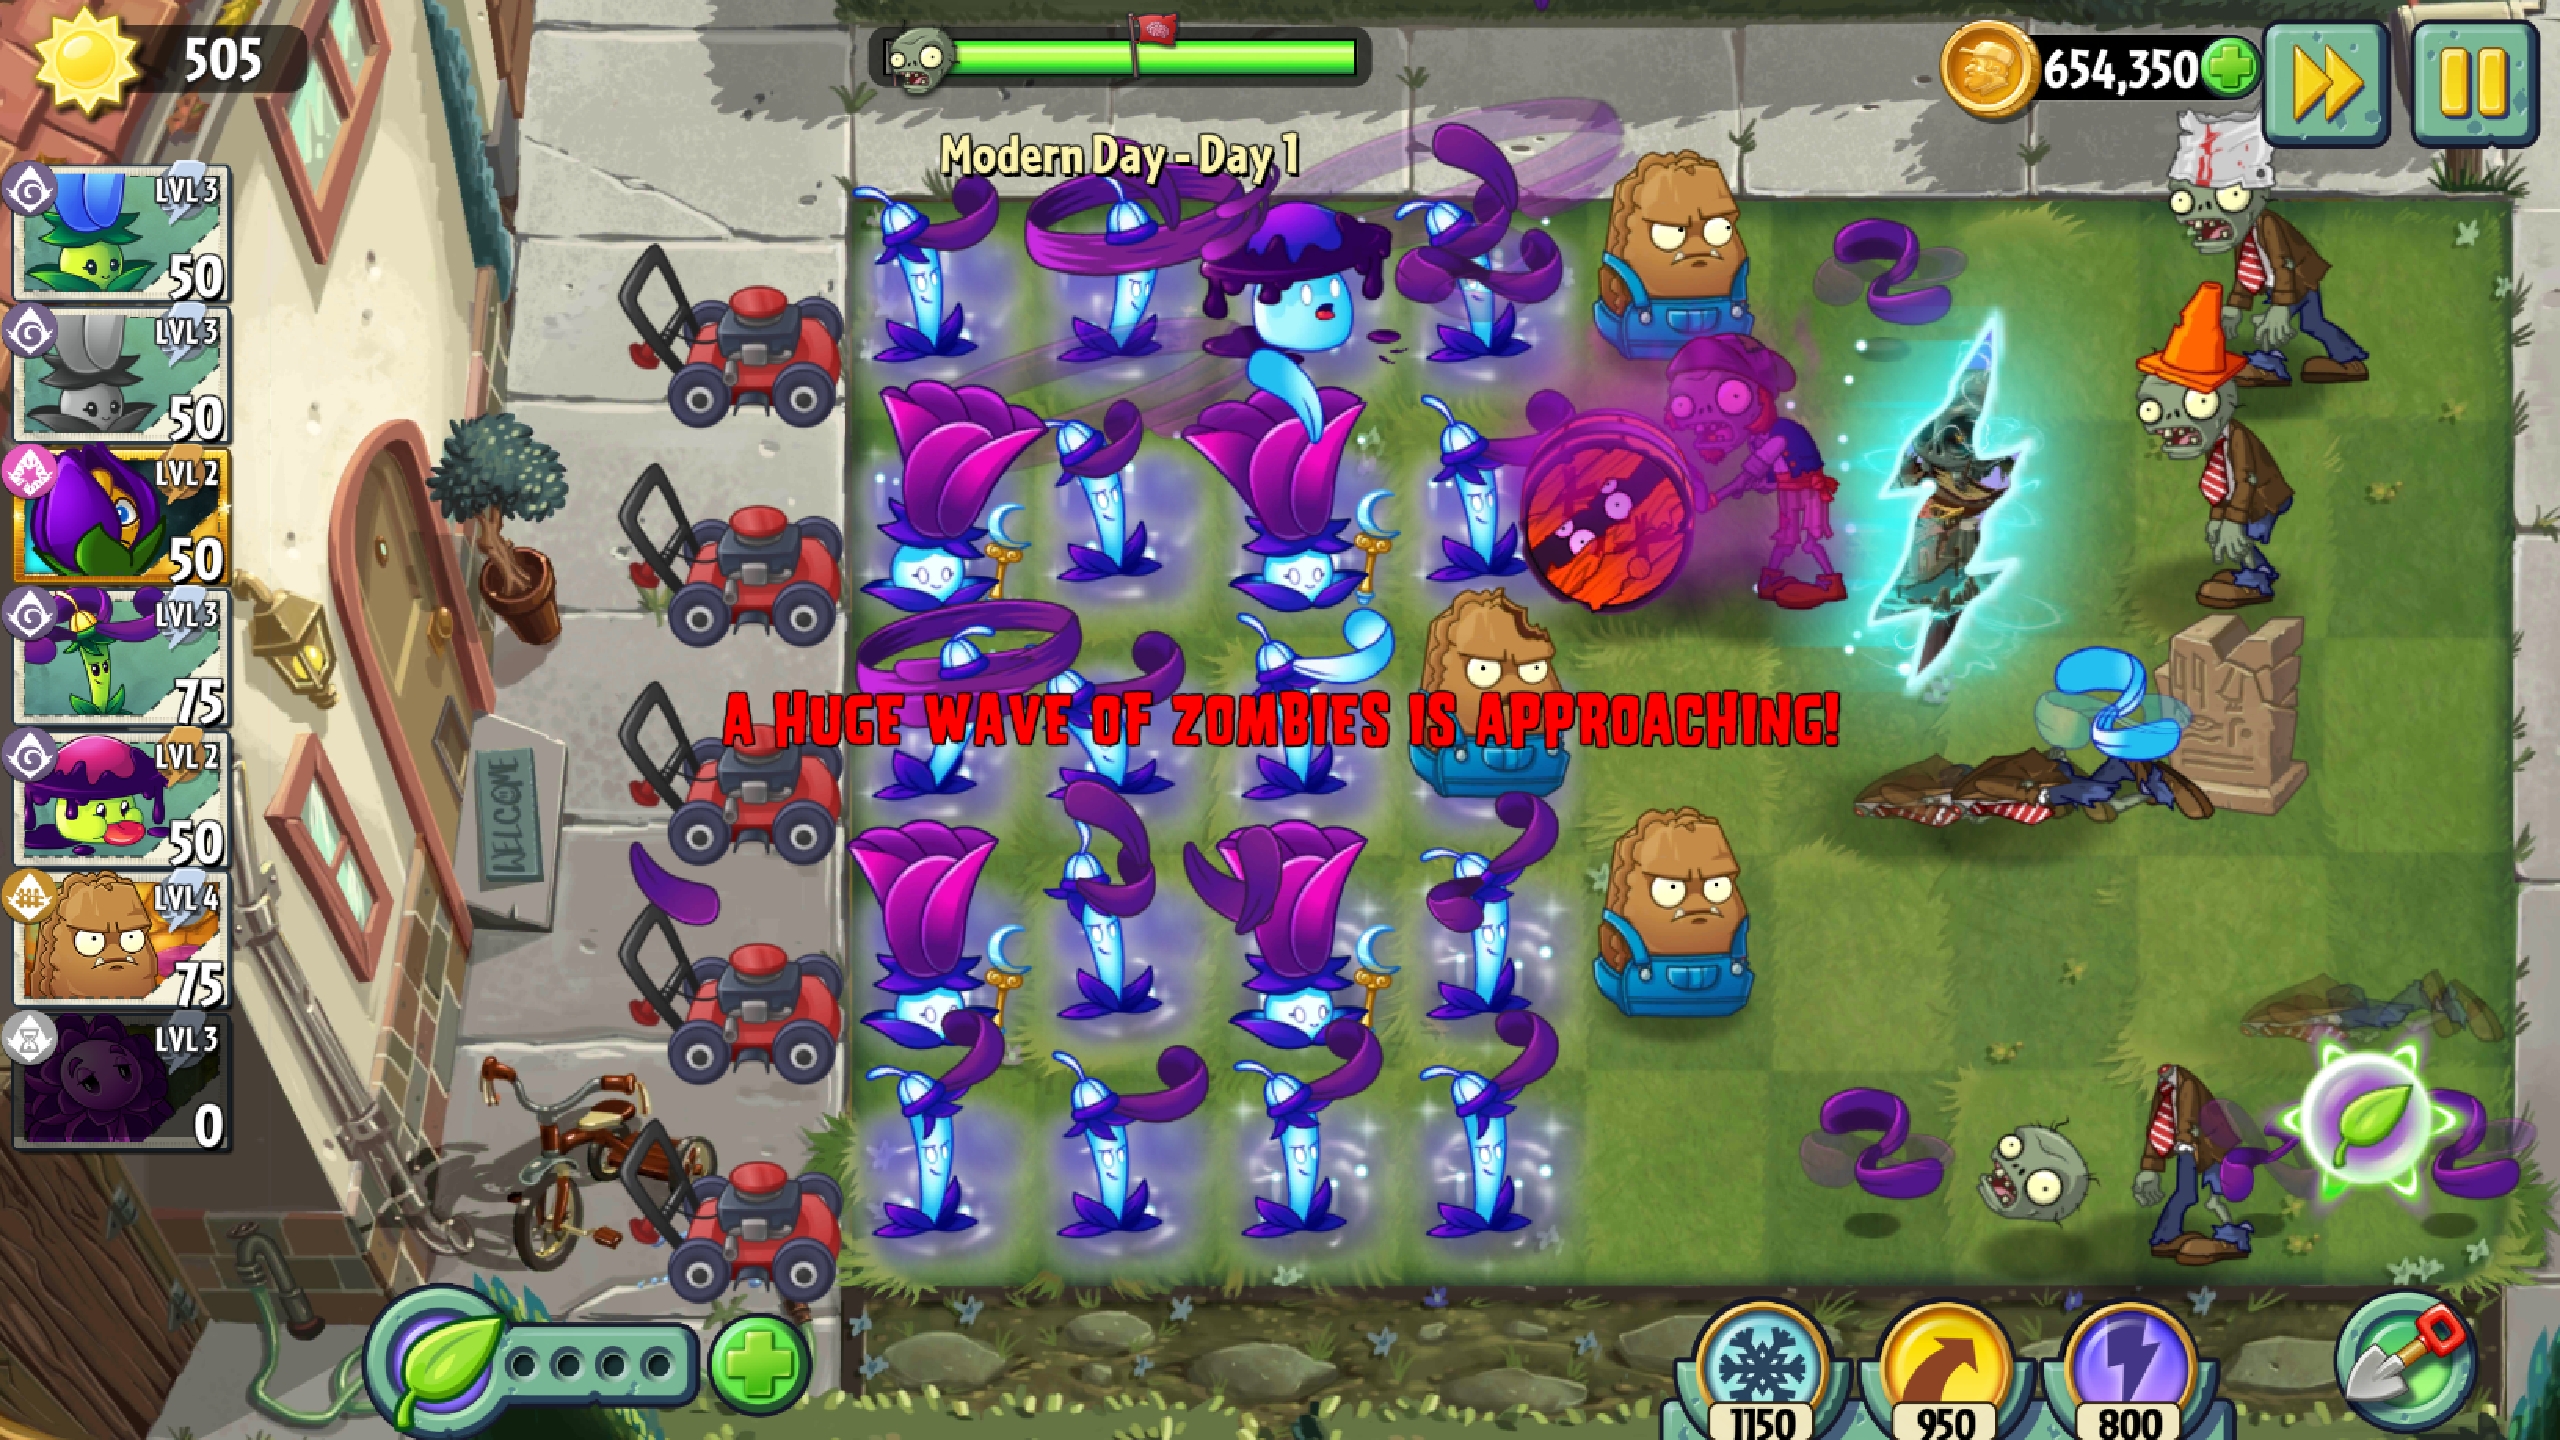 505
654,350
Modern Day - Day 1
LVL 3
50
LVL 3
50
LVL 2
50
LVL 3
75
LVL 2
50
LVL 4
75
LVL 3
0
WELCOME
A HUGE WAVE OF ZOMBIES IS APPROACHING!
1150
950
800